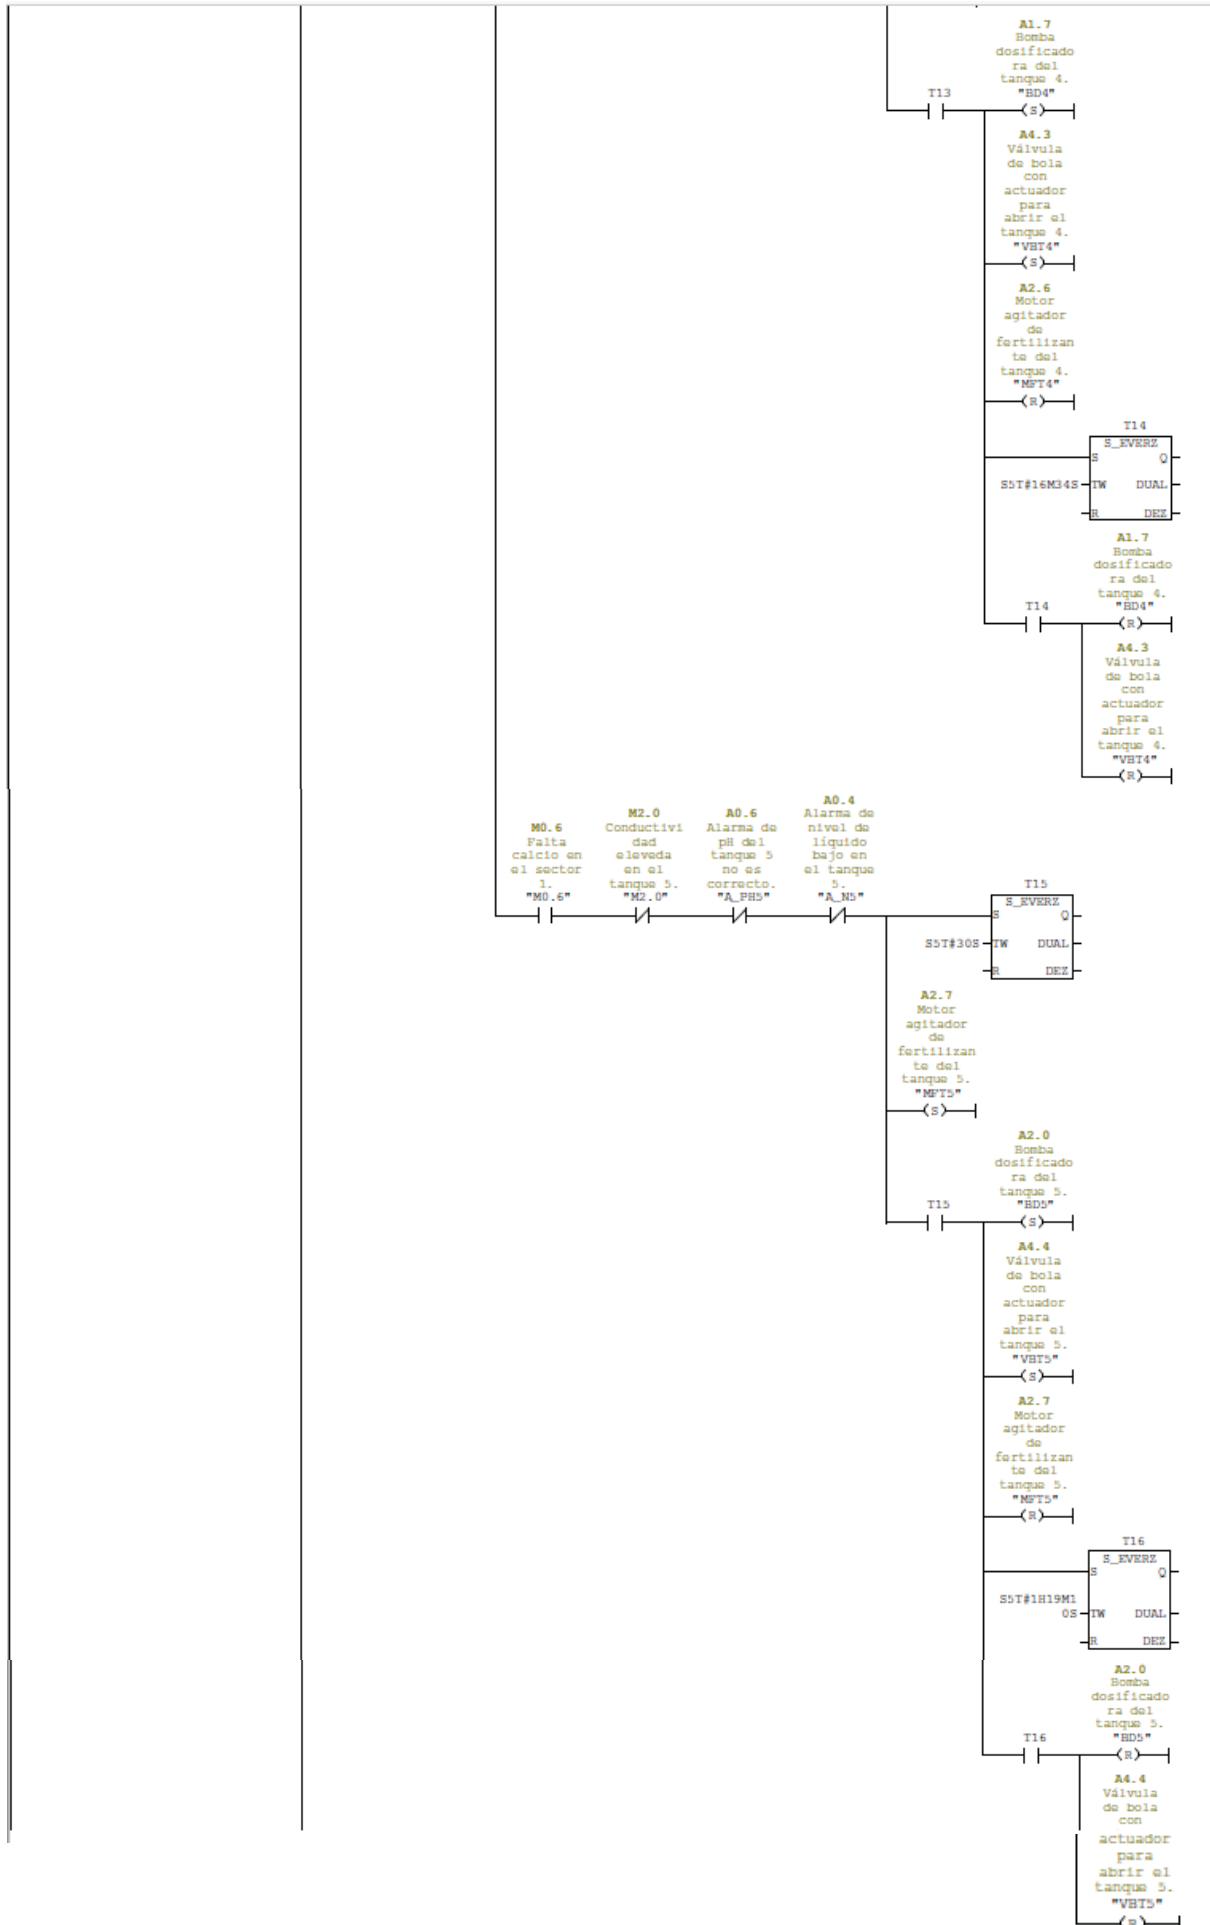 A1.7
Bomba
dosificado
ra del
tanque 4.
T13
"BD4"
(S)
A4.3
Válvula
de bola
con
actuador
para
abrir el
tanque 4.
"VBT4"
(S)
A2.6
Motor
agitador
de
fertilizan
te del
tanque 4.
"MFT4"
(R)
T14
S_EVERZ
S Q
S5T#16M34S TW DUAL
R DEZ
A1.7
Bomba
dosificado
ra del
tanque 4.
T14
"BD4"
(R)
A4.3
Válvula
de bola
con
actuador
para
abrir el
tanque 4.
"VBT4"
(R)
M0.6
Falta
calcio en
el sector
1.
"M0.6"
M2.0
Conductivi
dad
eleveda
en el
tanque 5.
"M2.0"
A0.6
Alarma de
pH del
tanque 5
no es
correcto.
"A_PH5"
A0.4
Alarma de
nivel de
líquido
bajo en
el tanque
5.
"A_N5"
T15
S_EVERZ
S Q
S5T#30S TW DUAL
R DEZ
A2.7
Motor
agitador
de
fertilizan
te del
tanque 5.
"MFT5"
(S)
A2.0
Bomba
dosificado
ra del
tanque 5.
T15
"BD5"
(S)
A4.4
Válvula
de bola
con
actuador
para
abrir el
tanque 5.
"VBT5"
(S)
A2.7
Motor
agitador
de
fertilizan
te del
tanque 5.
"MFT5"
(R)
T16
S_EVERZ
S Q
S5T#1H19M1
0S TW DUAL
R DEZ
A2.0
Bomba
dosificado
ra del
tanque 5.
T16
"BD5"
(R)
A4.4
Válvula
de bola
con
actuador
para
abrir el
tanque 5.
"VBT5"
(R)